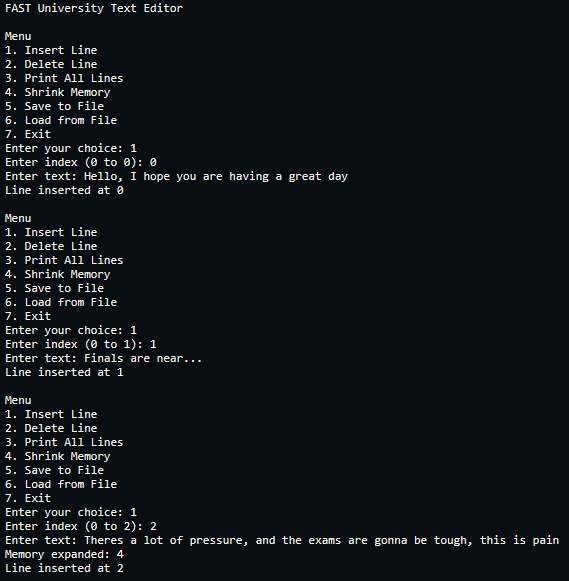 FAST University Text Editor
Menu
1. Insert Line
2. Delete Line
3. Print All Lines
4. Shrink Memory
5. Save to File
6. Load from File
7. Exit
Enter your choice: 1
Enter index (0 to 0): 0
Enter text: Hello, I hope you are having a great day
Line inserted at 0
Menu
1. Insert Line
2. Delete Line
3. Print All Lines
4. Shrink Memory
5. Save to File
6. Load from File
7. Exit
Enter your choice: 1
Enter index (0 to 1): 1
Enter text: Finals are near...
Line inserted at 1
Menu
1. Insert Line
2. Delete Line
3. Print All Lines
4. Shrink Memory
5. Save to File
6. Load from File
7. Exit
Enter your choice: 1
Enter index (0 to 2): 2
Enter text: Theres a lot of pressure, and the exams are gonna be tough, this is pain
Memory expanded: 4
Line inserted at 2